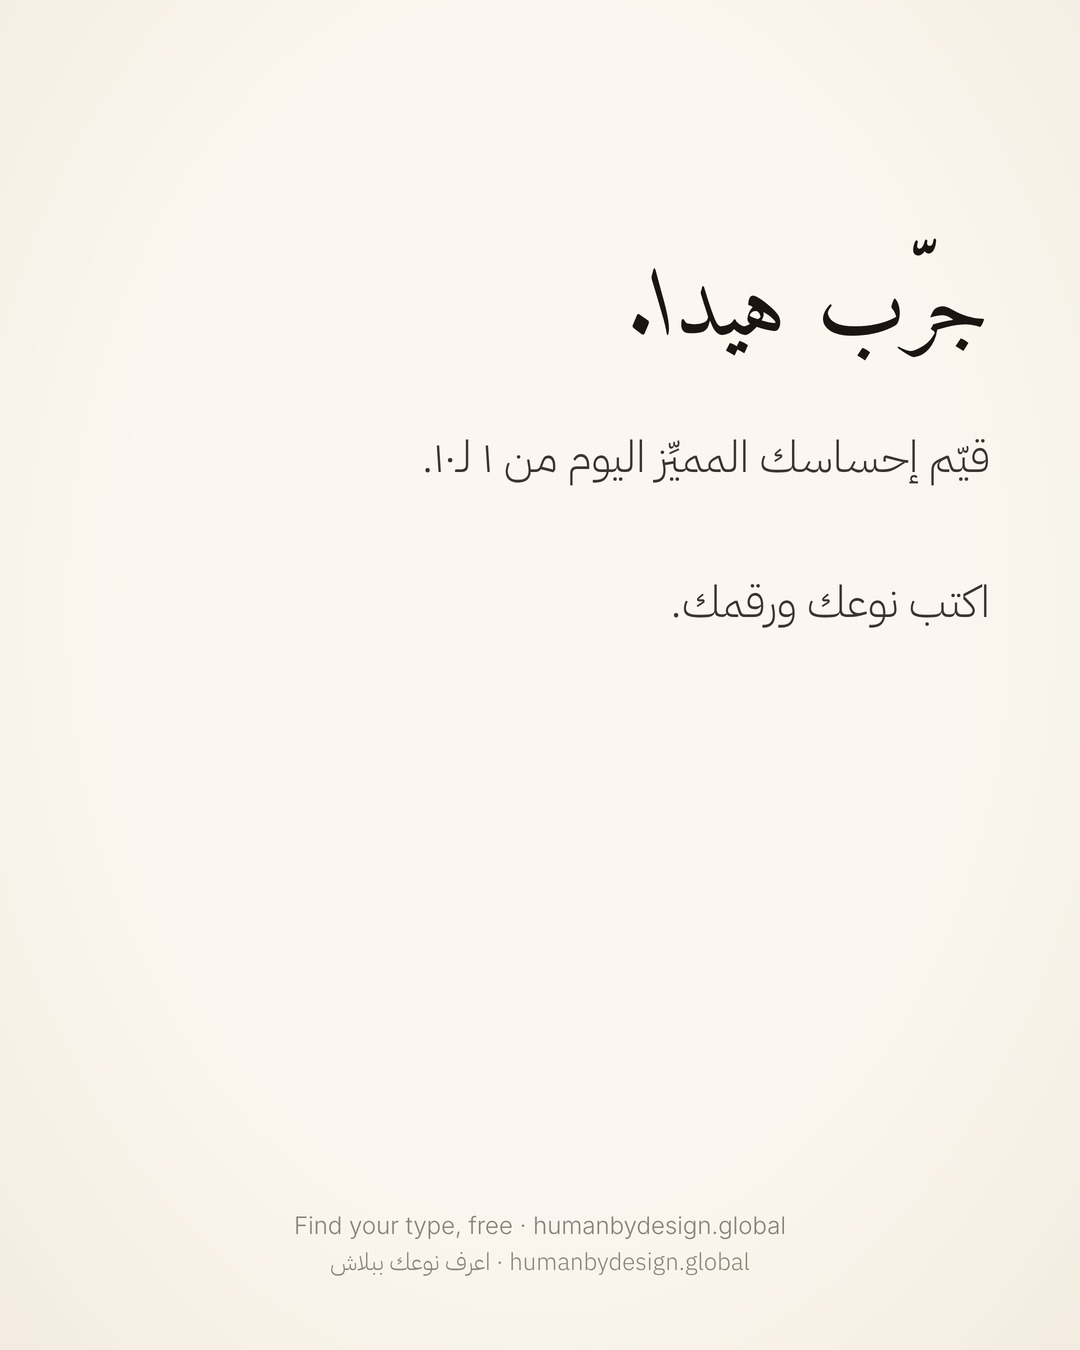 جرّب هيدا.
قيّم إحساسك المميِّز اليوم من ١ لـ١٠.
اكتب نوعك ورقمك.
Find your type, free · humanbydesign.global
اعرف نوعك ببلاش · humanbydesign.global